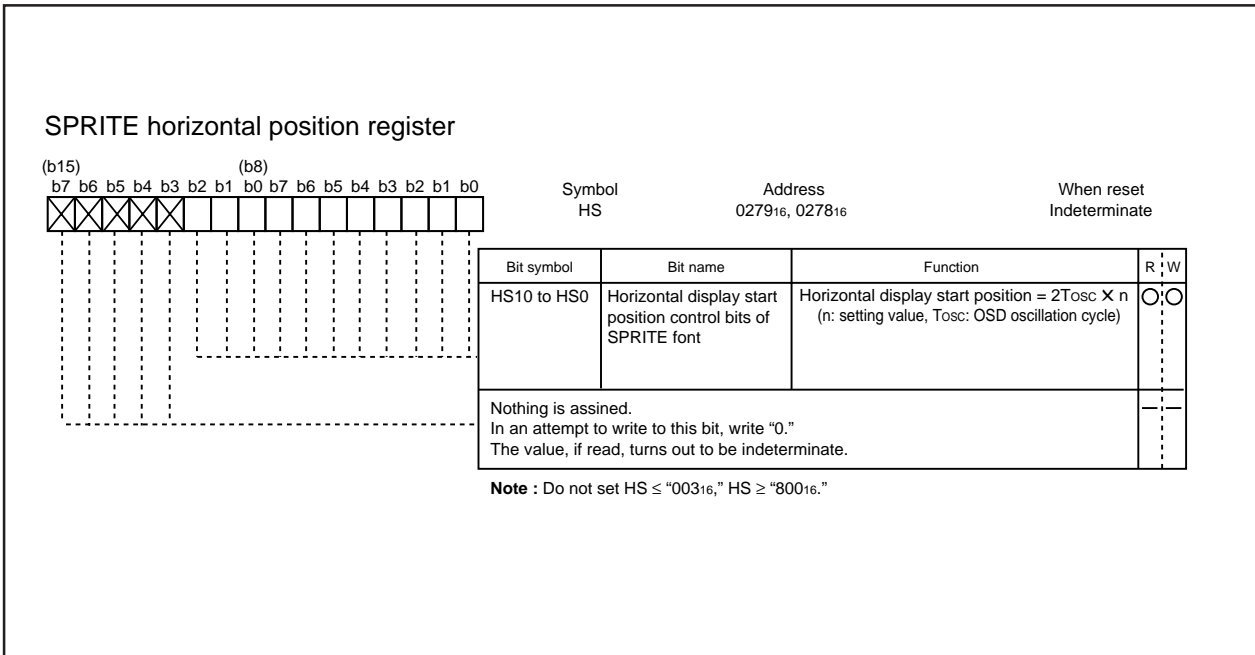 SPRITE horizontal position register
(b15) (b8)
b7 b6 b5 b4 b3 b2 b1 b0 b7 b6 b5 b4 b3 b2 b1 b0
Symbol Address When reset
HS 027916, 027816 Indeterminate
Bit symbol Bit name Function R W
HS10 to HS0 Horizontal display start position control bits of SPRITE font Horizontal display start position = 2Tosc X n
(n: setting value, Tosc: OSD oscillation cycle)
Nothing is assined.
In an attempt to write to this bit, write “0.”
The value, if read, turns out to be indeterminate.
Note : Do not set HS ≤ “00316,” HS ≥ “80016.”